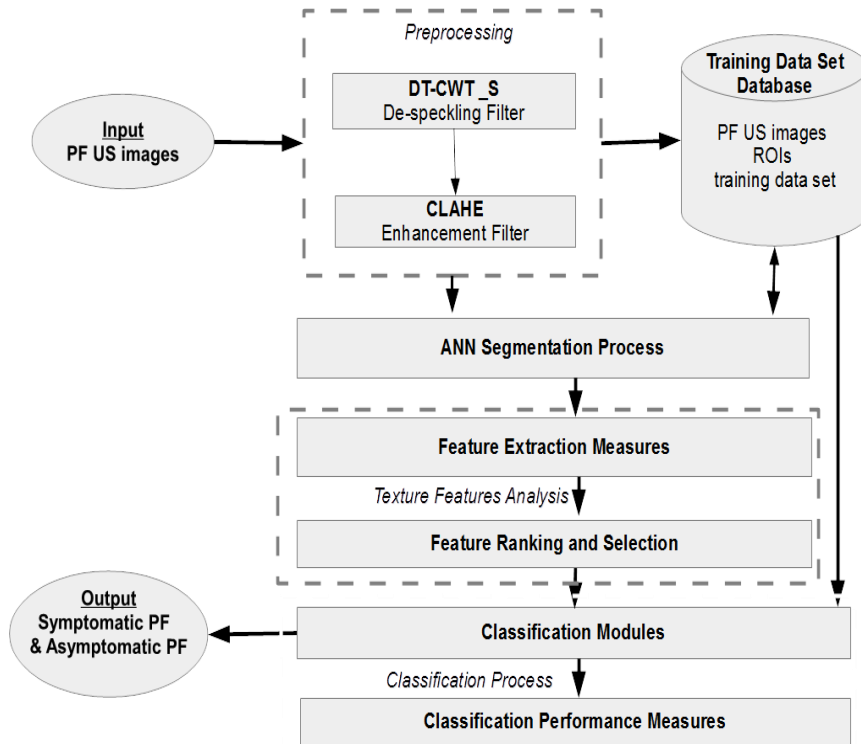 Preprocessing
DT-CWT _S
De-speckling Filter
CLAHE
Enhancement Filter
Input
PF US images
Training Data Set
Database
PF US images
ROIs
training data set
ANN Segmentation Process
Feature Extraction Measures
Texture Features Analysis
Feature Ranking and Selection
Output
Symptomatic PF
& Asymptomatic PF
Classification Modules
Classification Process
Classification Performance Measures